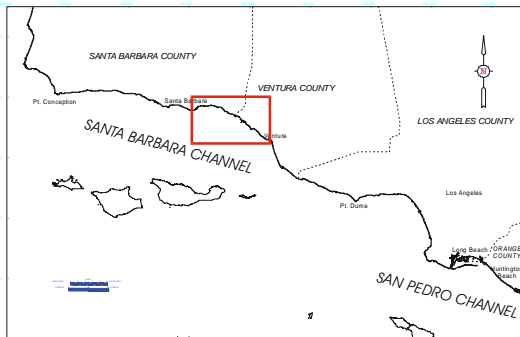 SANTA BARBARA COUNTY
VENTURA COUNTY
Pt. Conception
Santa Barbara
N
LOS ANGELES COUNTY
Ventura
SANTA BARBARA CHANNEL
Los Angeles
Pt. Dume
Long Beach
ORANGE
COUNTY
Huntington
Beach
SAN PEDRO CHANNEL